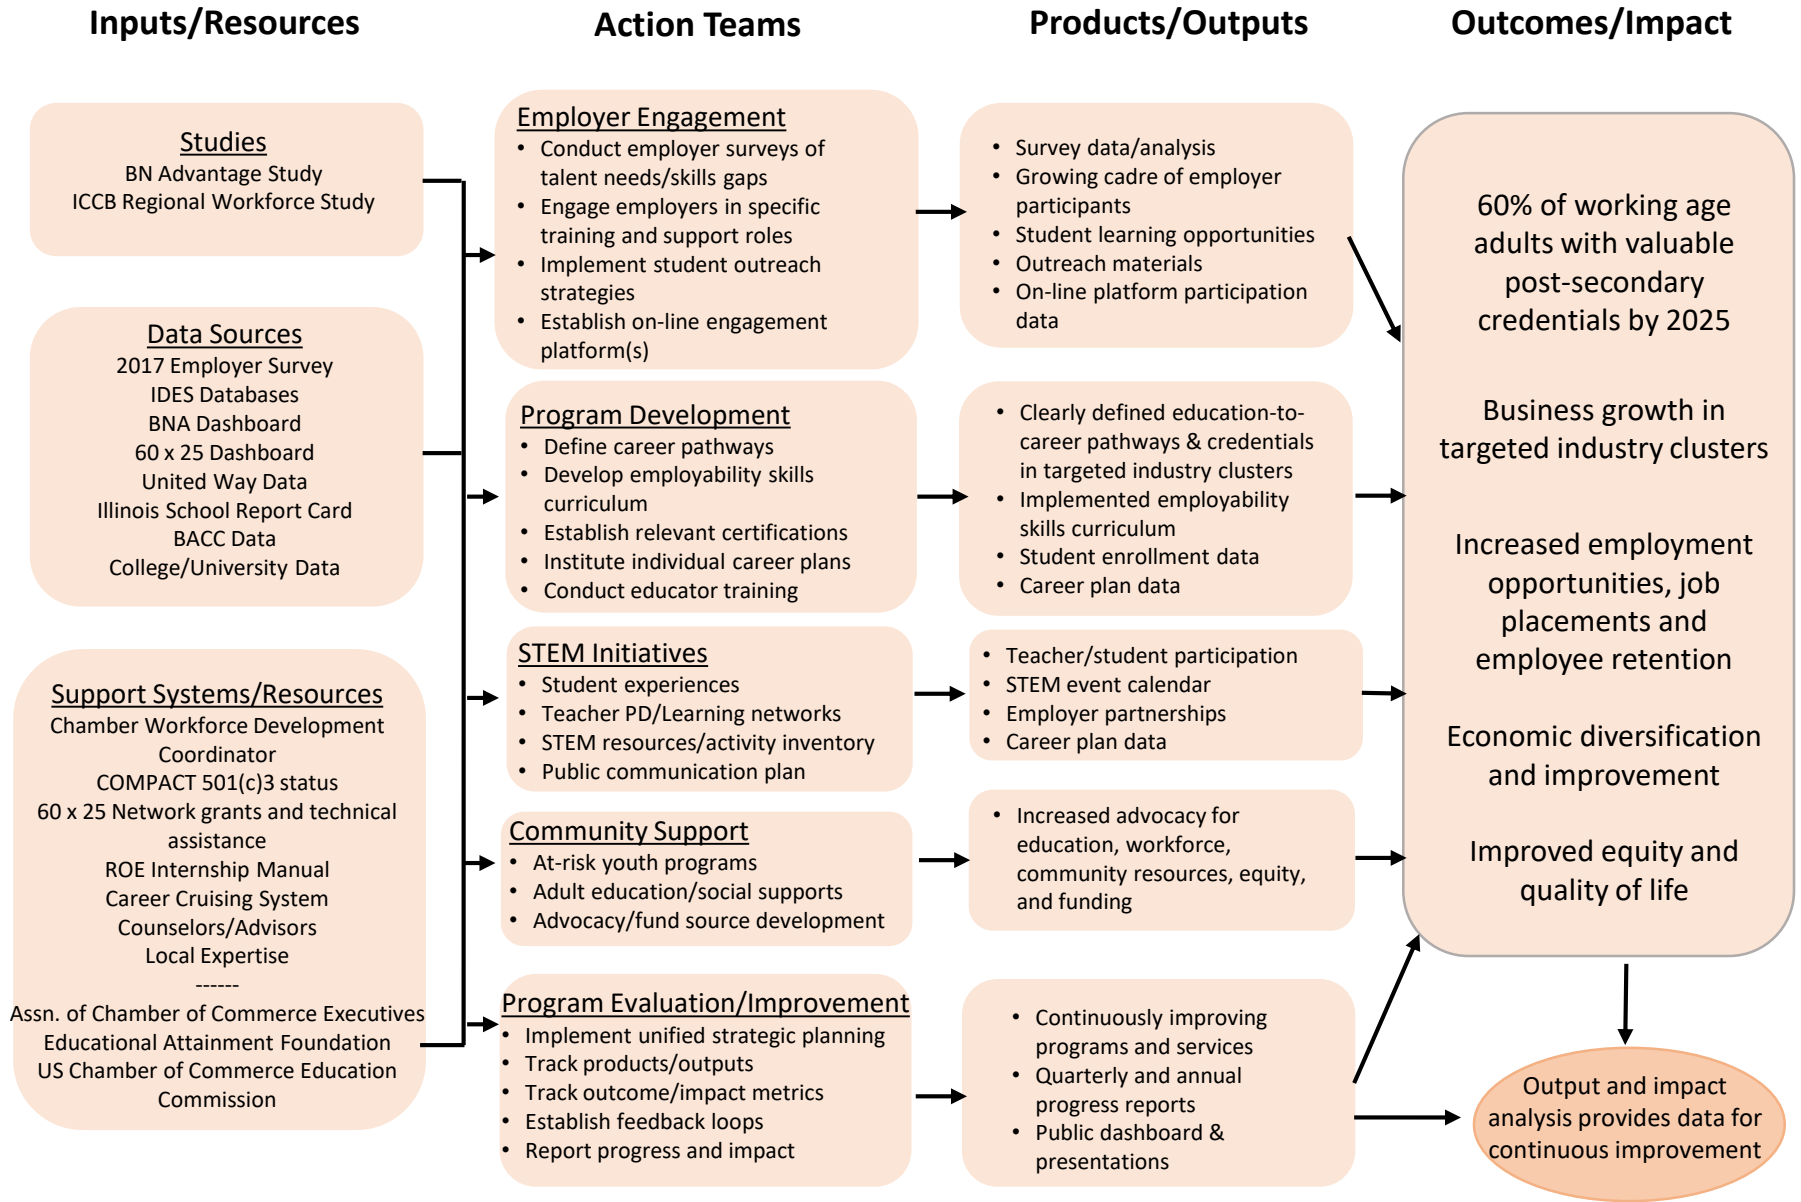 Inputs/Resources
Action Teams
Products/Outputs
Outcomes/Impact
Studies
BN Advantage Study
ICCB Regional Workforce Study
Data Sources
2017 Employer Survey
IDES Databases
BNA Dashboard
60 x 25 Dashboard
United Way Data
Illinois School Report Card
BACC Data
College/University Data
Support Systems/Resources
Chamber Workforce Development
Coordinator
COMPACT 501(c)3 status
60 x 25 Network grants and technical
assistance
ROE Internship Manual
Career Cruising System
Counselors/Advisors
Local Expertise
------
Assn. of Chamber of Commerce Executives
Educational Attainment Foundation
US Chamber of Commerce Education
Commission
Employer Engagement
• Conduct employer surveys of
talent needs/skills gaps
• Engage employers in specific
training and support roles
• Implement student outreach
strategies
• Establish on-line engagement
platform(s)
Program Development
• Define career pathways
• Develop employability skills
curriculum
• Establish relevant certifications
• Institute individual career plans
• Conduct educator training
STEM Initiatives
• Student experiences
• Teacher PD/Learning networks
• STEM resources/activity inventory
• Public communication plan
Community Support
• At-risk youth programs
• Adult education/social supports
• Advocacy/fund source development
Program Evaluation/Improvement
• Implement unified strategic planning
• Track products/outputs
• Track outcome/impact metrics
• Establish feedback loops
• Report progress and impact
• Survey data/analysis
• Growing cadre of employer
participants
• Student learning opportunities
• Outreach materials
• On-line platform participation
data
• Clearly defined education-to-
career pathways & credentials
in targeted industry clusters
• Implemented employability
skills curriculum
• Student enrollment data
• Career plan data
• Teacher/student participation
• STEM event calendar
• Employer partnerships
• Career plan data
• Increased advocacy for
education, workforce,
community resources, equity,
and funding
• Continuously improving
programs and services
• Quarterly and annual
progress reports
• Public dashboard &
presentations
60% of working age
adults with valuable
post-secondary
credentials by 2025
Business growth in
targeted industry clusters
Increased employment
opportunities, job
placements and
employee retention
Economic diversification
and improvement
Improved equity and
quality of life
Output and impact
analysis provides data for
continuous improvement